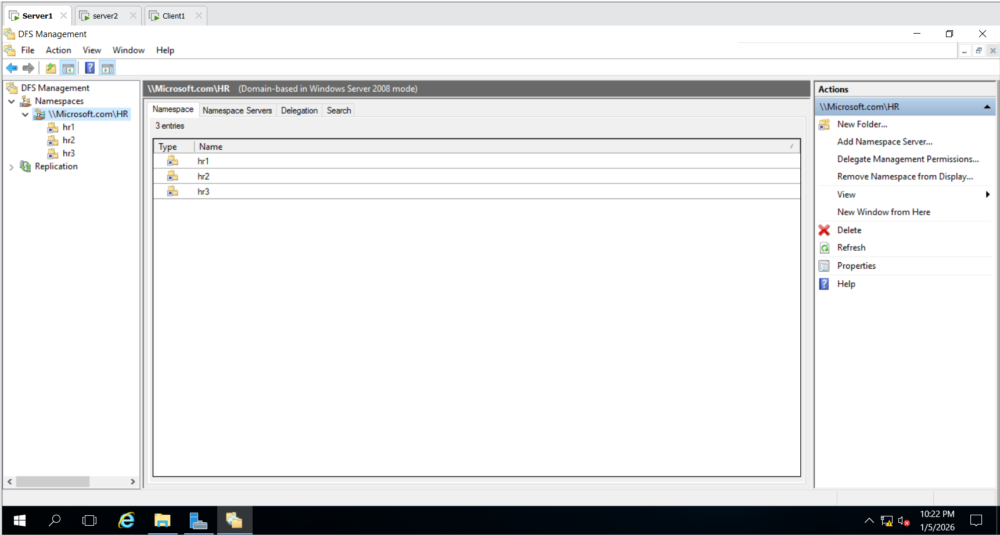 Server1
server2
Client1
DFS Management
File Action View Window Help
DFS Management
Namespaces
\\Microsoft.com\HR
hr1
hr2
hr3
Replication
\\Microsoft.com\HR (Domain-based in Windows Server 2008 mode)
Namespace
Namespace Servers
Delegation
Search
3 entries
Type Name
hr1
hr2
hr3
Actions
\\Microsoft.com\HR
New Folder...
Add Namespace Server...
Delegate Management Permissions...
Remove Namespace from Display...
View
New Window from Here
Delete
Refresh
Properties
Help
10:22 PM
1/5/2026